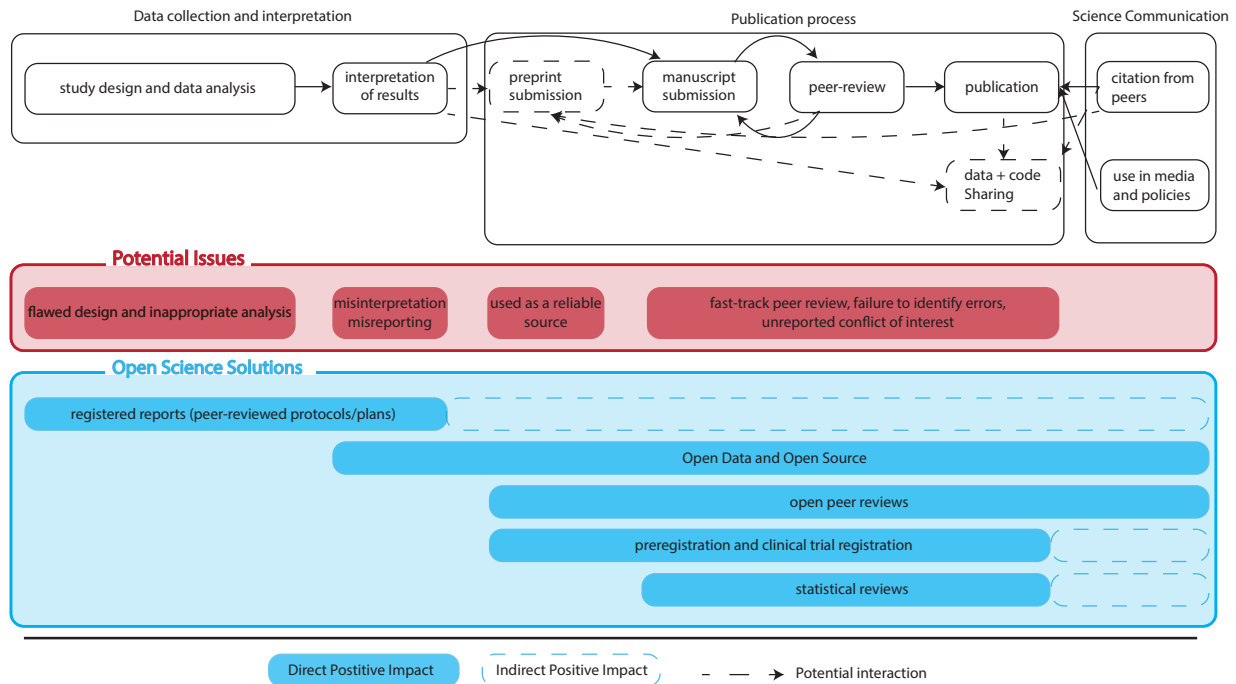 Data collection and interpretation
Publication process
Science Communication
study design and data analysis
interpretation
of results
preprint
submission
manuscript
submission
peer-review
publication
citation from
peers
data + code
Sharing
use in media
and policies
Potential Issues
flawed design and inappropriate analysis
misinterpretation
misreporting
used as a reliable
source
fast-track peer review, failure to identify errors,
unreported conflict of interest
Open Science Solutions
registered reports (peer-reviewed protocols/plans)
Open Data and Open Source
open peer reviews
preregistration and clinical trial registration
statistical reviews
Direct Postitive Impact
Indirect Positive Impact
Potential interaction